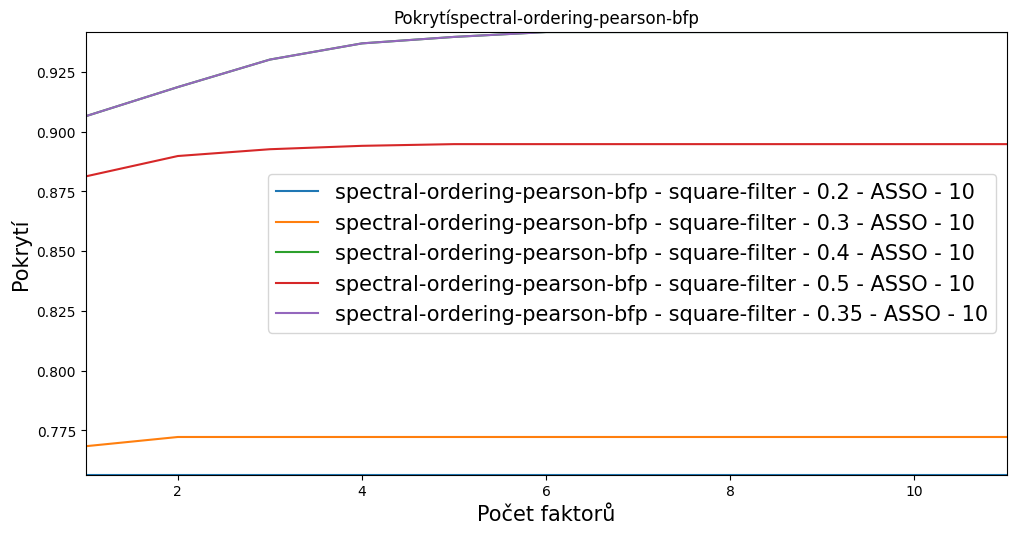 Pokrytíspectral-ordering-pearson-bfp
0.925
0.900
0.875
0.850
0.825
0.800
0.775
Pokrytí
spectral-ordering-pearson-bfp - square-filter - 0.2 - ASSO - 10
spectral-ordering-pearson-bfp - square-filter - 0.3 - ASSO - 10
spectral-ordering-pearson-bfp - square-filter - 0.4 - ASSO - 10
spectral-ordering-pearson-bfp - square-filter - 0.5 - ASSO - 10
spectral-ordering-pearson-bfp - square-filter - 0.35 - ASSO - 10
2 4 6 8 10
Počet faktorů